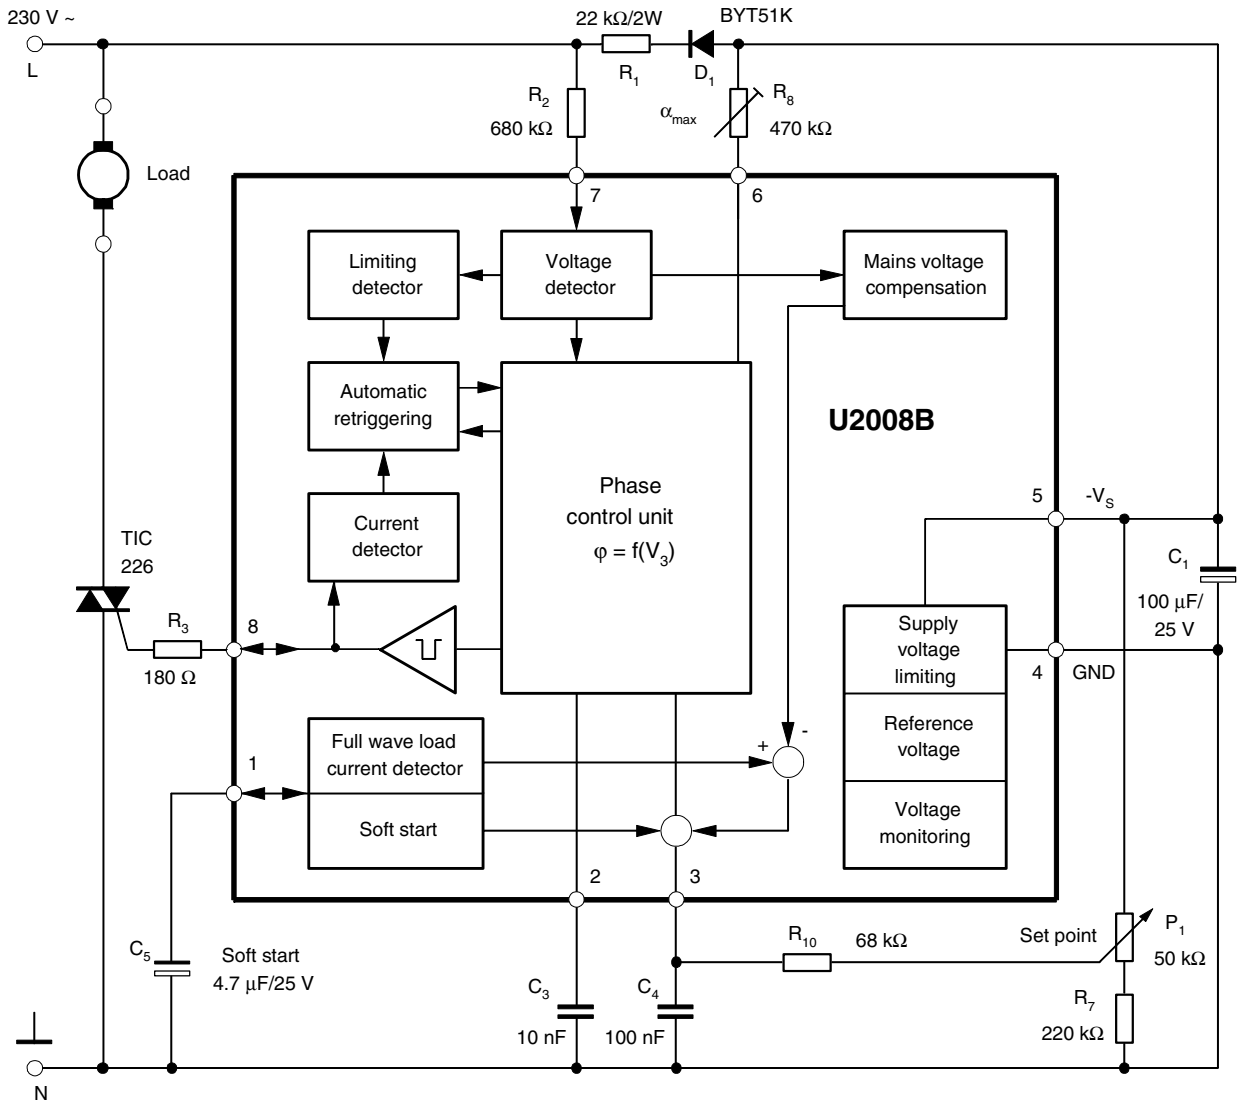 230 V ~
22 kΩ/2W
BYT51K
L
R1
D1
R2
680 kΩ
αmax
R8
470 kΩ
Load
7
6
Limiting
detector
Voltage
detector
Mains voltage
compensation
Automatic
retriggering
U2008B
Phase
control unit
φ = f(V3)
5
-VS
Current
detector
TIC
226
C1
100 μF/
25 V
R3
180 Ω
8
Supply
voltage
limiting
4
GND
Reference
voltage
Voltage
monitoring
1
Full wave load
current detector
Soft start
+
-
2
3
C5
Soft start
4.7 μF/25 V
R10
68 kΩ
Set point
P1
50 kΩ
C3
10 nF
C4
100 nF
R7
220 kΩ
N